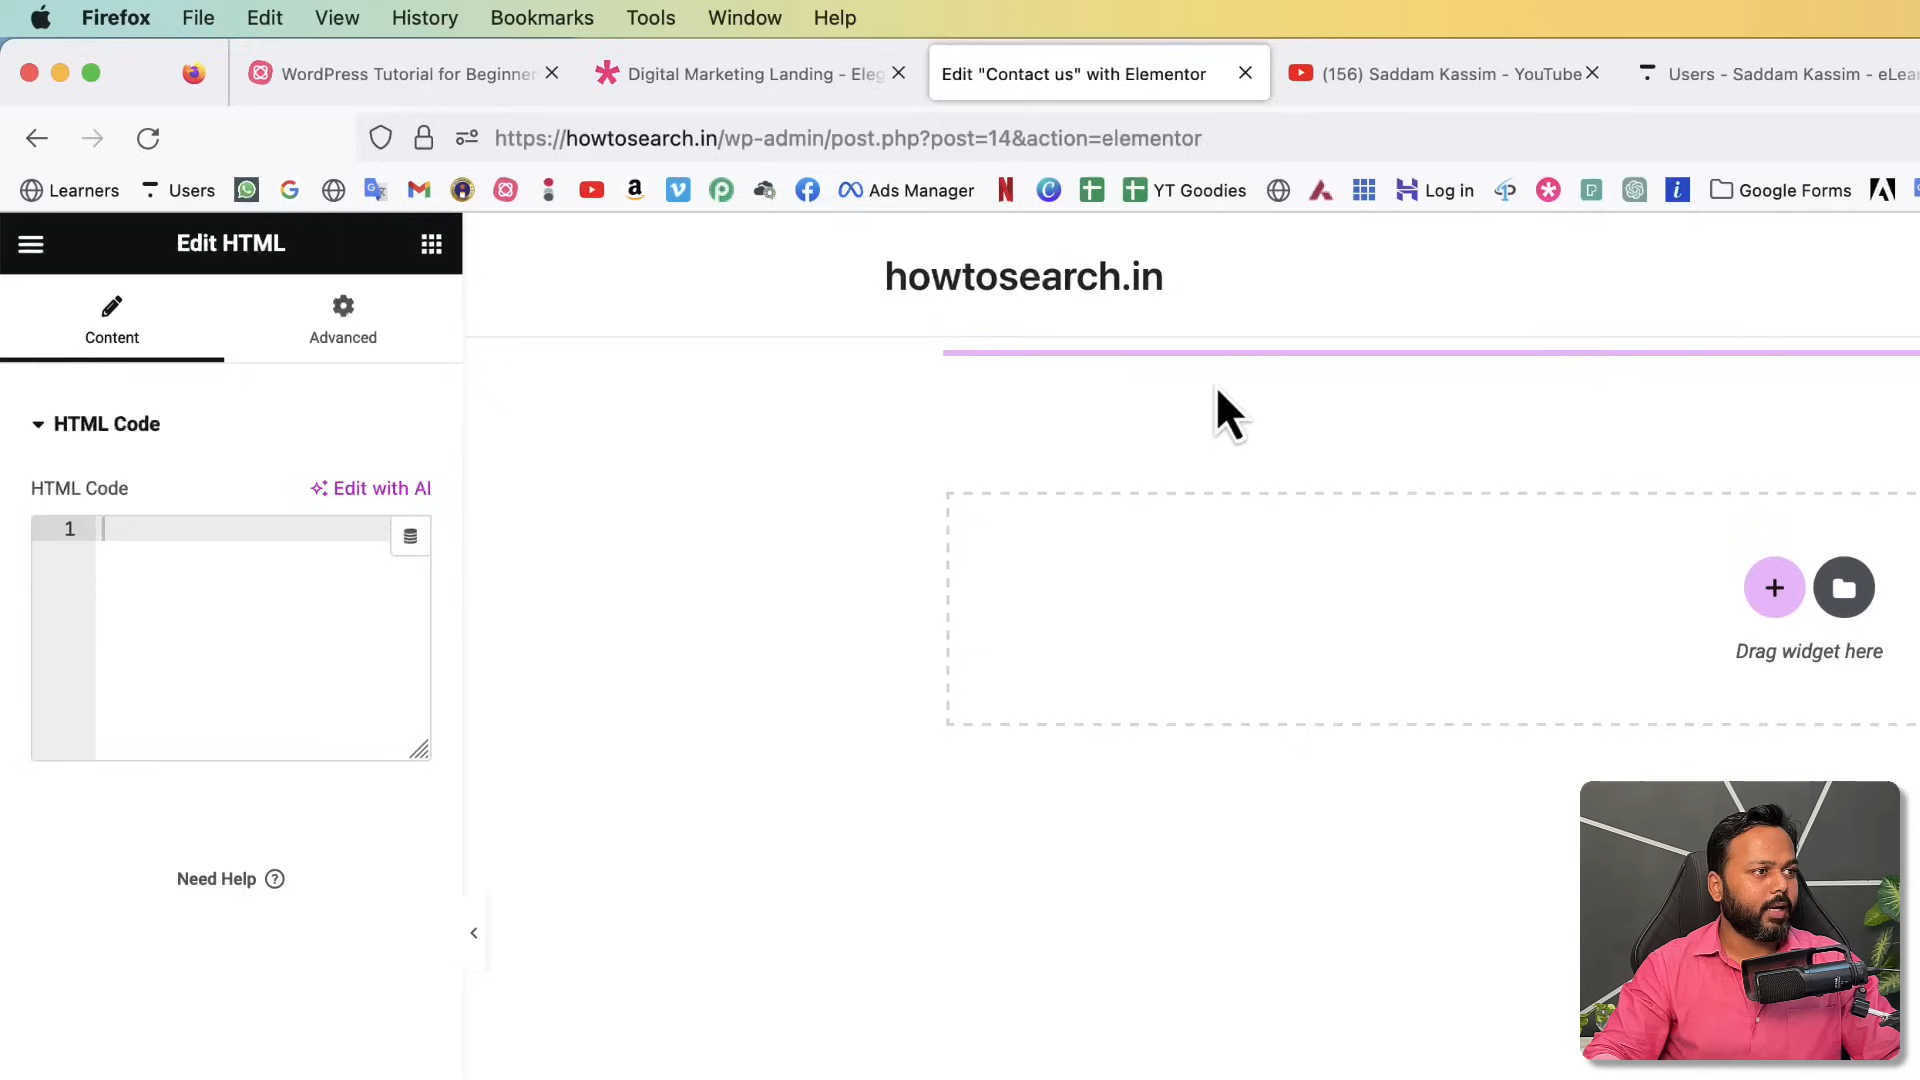 Firefox File Edit View History Bookmarks Tools Window Help
WordPress Tutorial for Beginner
Digital Marketing Landing - Eleg
Edit "Contact us" with Elementor
(156) Saddam Kassim - YouTube
Users - Saddam Kassim - eLea
https://howtosearch.in/wp-admin/post.php?post=14&action=elementor
Learners Users Ads Manager YT Goodies Log in Google Forms
Edit HTML
howtosearch.in
Content Advanced
HTML Code
HTML Code Edit with AI
1
Drag widget here
Need Help